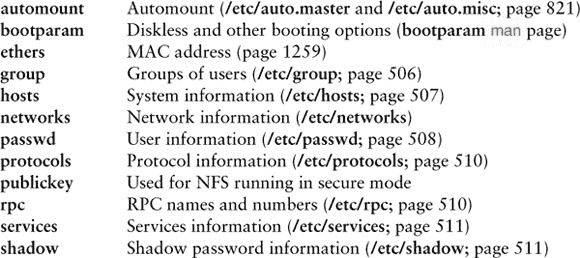 automount Automount (/etc/auto.master and /etc/auto.misc; page 821)
bootparam Diskless and other booting options (bootparam man page)
ethers MAC address (page 1259)
group Groups of users (/etc/group; page 506)
hosts System information (/etc/hosts; page 507)
networks Network information (/etc/networks)
passwd User information (/etc/passwd; page 508)
protocols Protocol information (/etc/protocols; page 510)
publickey Used for NFS running in secure mode
rpc RPC names and numbers (/etc/rpc; page 510)
services Services information (/etc/services; page 511)
shadow Shadow password information (/etc/shadow; page 511)